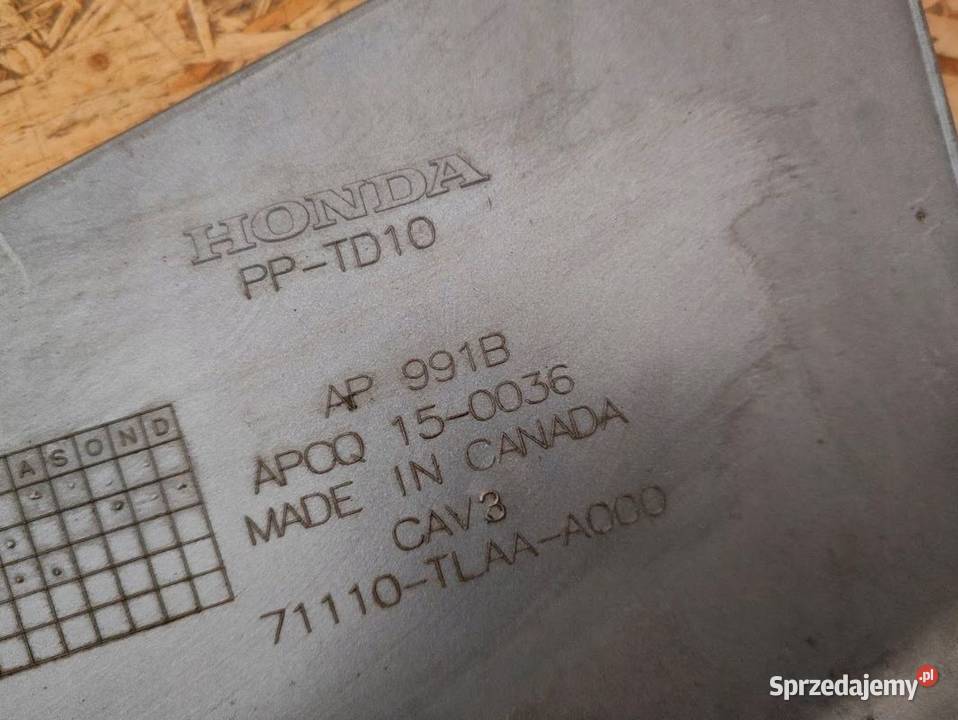 HONDA
PP-TD10
AP 991B
APCQ 15-0036
MADE IN CANADA
CAV3
71110-TLAA-A000
A S O N D
Sprzedajemy.pl